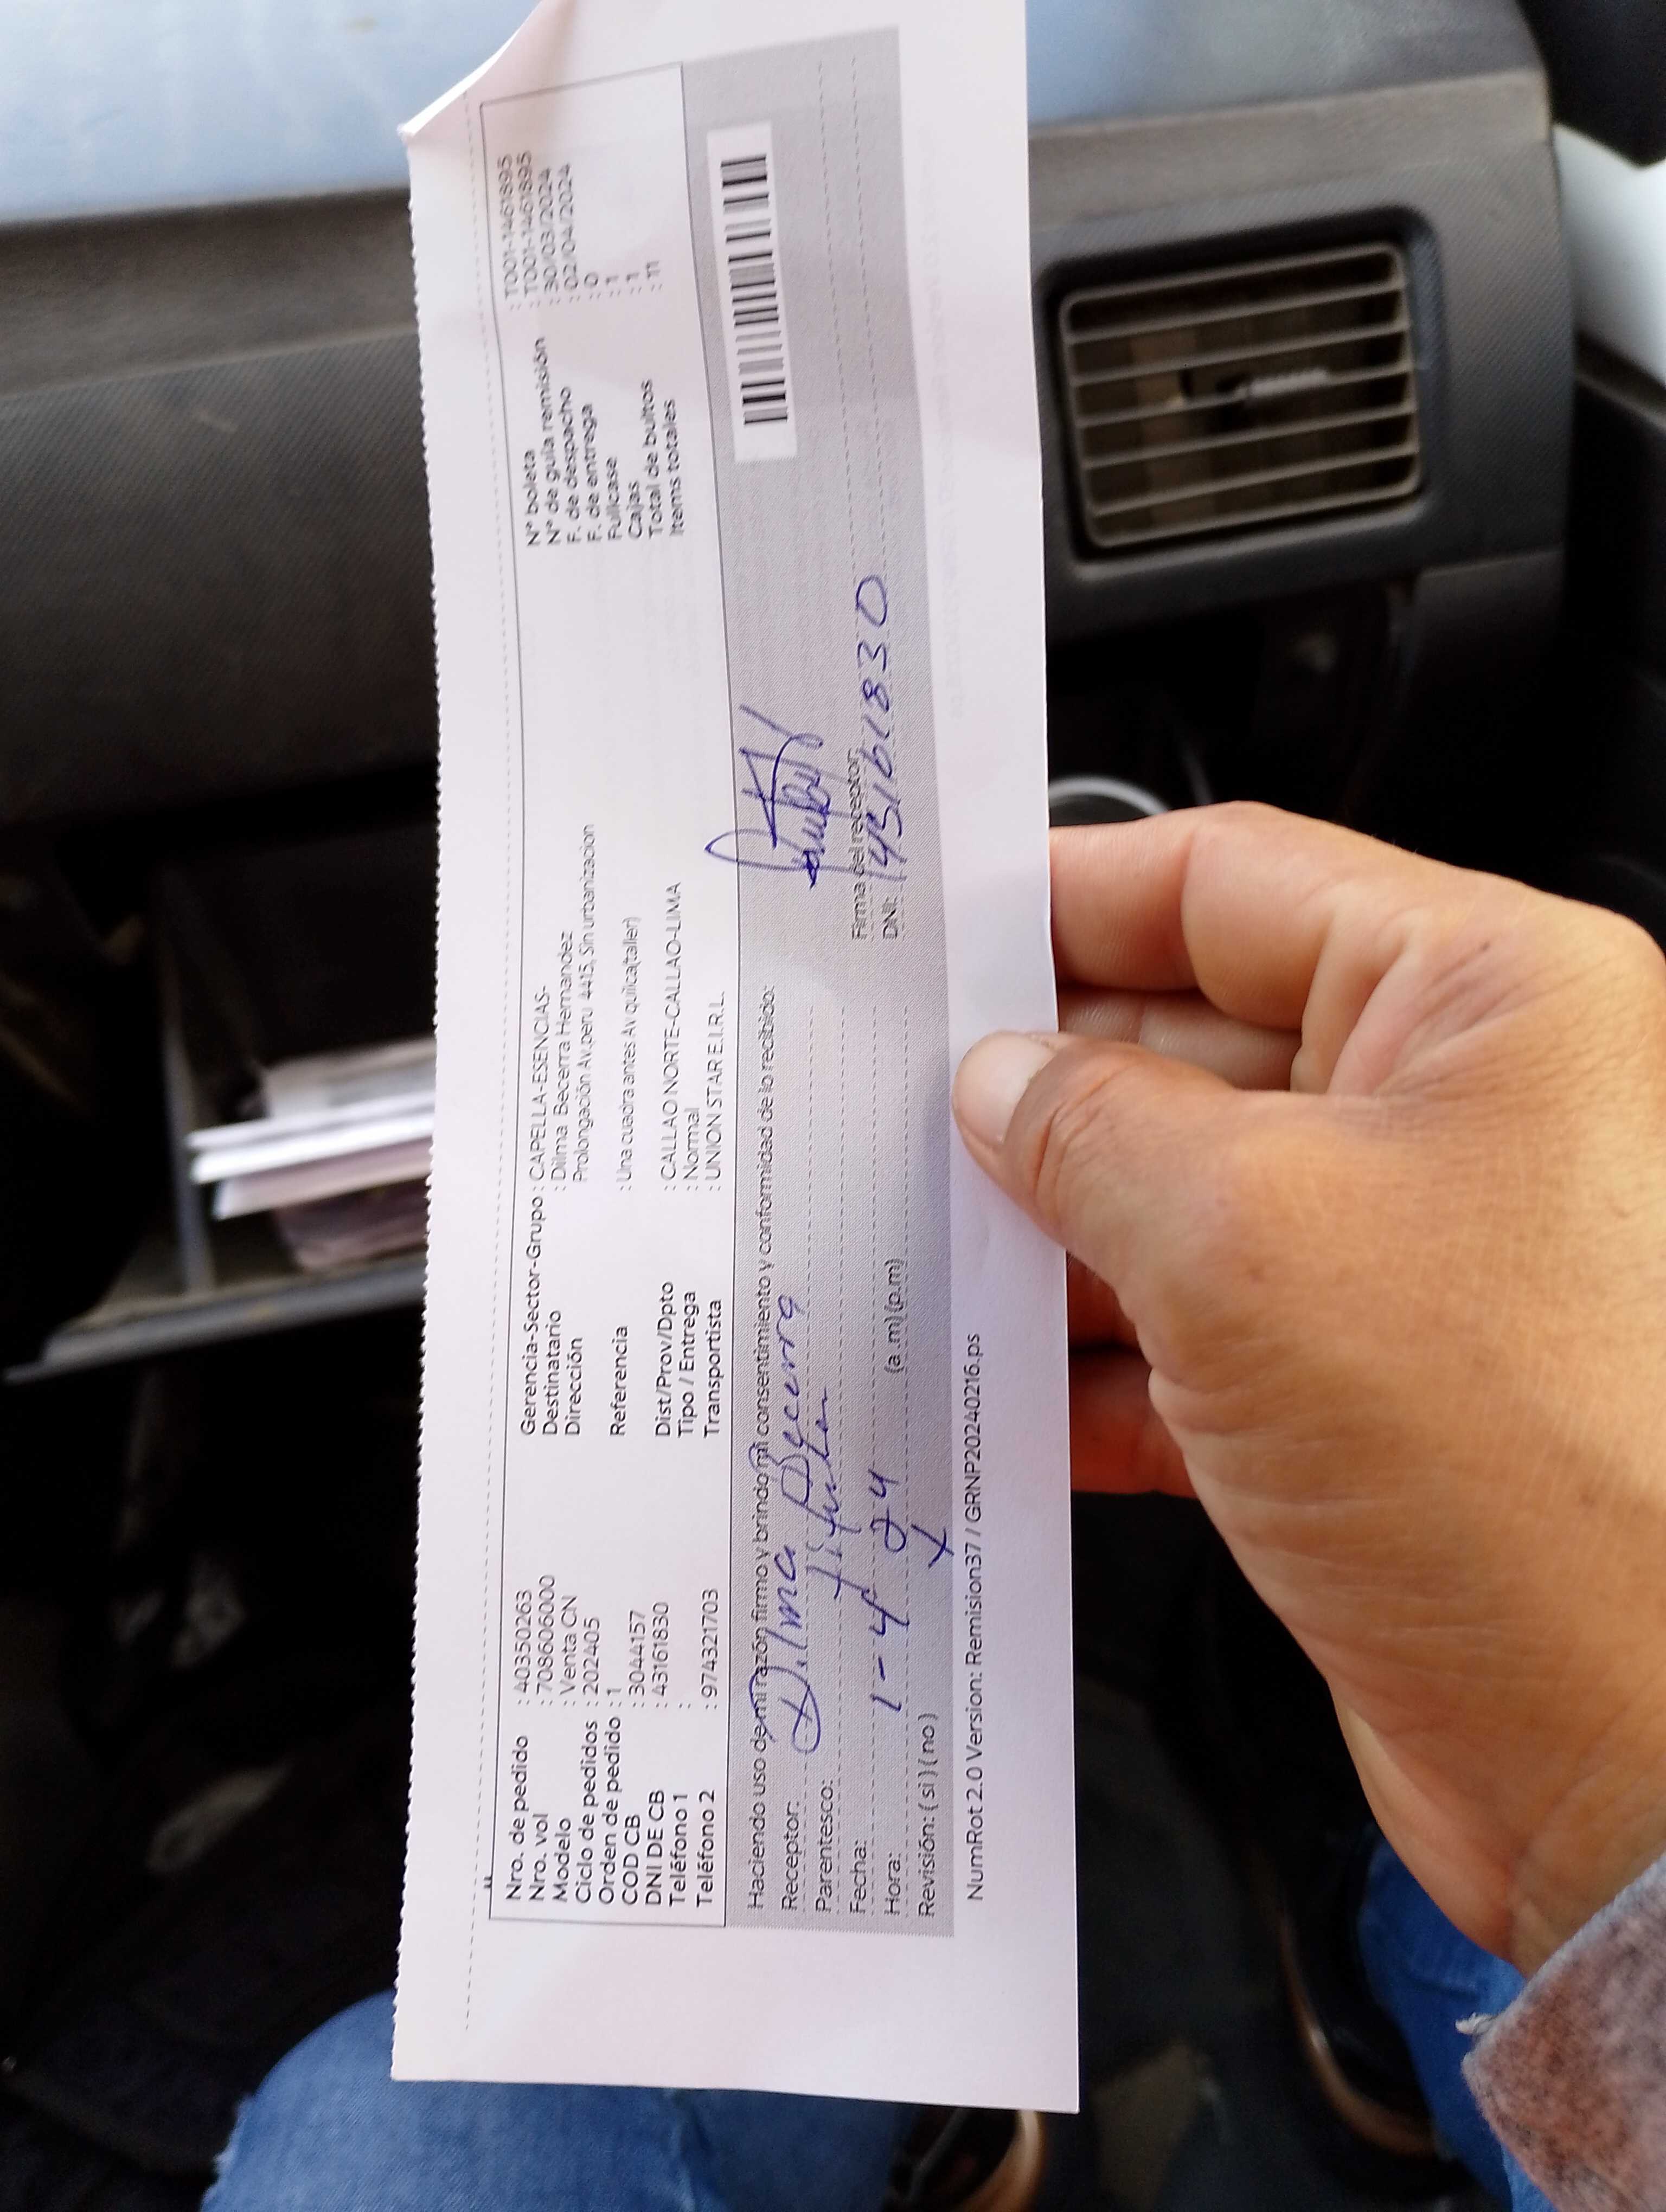 Nro. de pedido : 40350263
Nro. vol : 708606000
Modelo : Venta CN
Ciclo de pedidos : 202405
Orden de pedido : 1
COD CB : 3044157
DNI DE CB : 43161830
Teléfono 1 :
Teléfono 2 : 974321703
Gerencia-Sector-Grupo : CAPELLA-ESENCIAS-
Destinatario : Dilma Becerra Hernandez
Dirección Prolongación Av.peru 4415, Sin urbanizacion
Referencia : Una cuadra antes Av quilca(taller)
Dist/Prov/Dpto : CALLAO NORTE-CALLAO-LIMA
Tipo / Entrega : Normal
Transportista : UNION STAR E.I.R.L.
N° boleta : T001-1461895
N° de guía remisión : T001-1461895
F. de despacho : 30/03/2024
F. de entrega : 02/04/2024
Fullcase : 0
Cajas : 1
Total de bultos : 1
Items totales : 11
Haciendo uso de mi razón firmo y brindo mi consentimiento y conformidad de lo recibido:
Receptor: Dilma Becerra
Parentesco: titular
Fecha: 1-4-24
Hora: (a.m) (p.m)
Revisión: ( si ) ( no ) x
Firma del receptor:
DNI: 43161830
NumRot 2.0 Version: Remision37 / GRNP20240216.ps